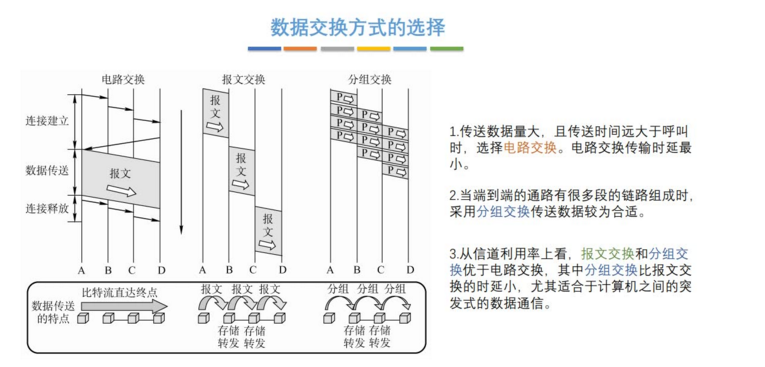 数据交换方式的选择
电路交换
报文交换
分组交换
连接建立
数据传送
连接释放
报文
报
文
报
文
报
文
P
P
P
P
P
P
P
P
P
P
P
P
A B C D
A B C D
A B C D
数据传送
的特点
比特流直达终点
报文 报文 报文
存储 存储
转发 转发
分组 分组 分组
存储 存储
转发 转发
1.传送数据量大，且传送时间远大于呼叫
时，选择电路交换。电路交换传输时延最
小。
2.当端到端的通路有很多段的链路组成时，
采用分组交换传送数据较为合适。
3.从信道利用率上看，报文交换和分组交
换优于电路交换，其中分组交换比报文交
换的时延小，尤其适合于计算机之间的突
发式的数据通信。